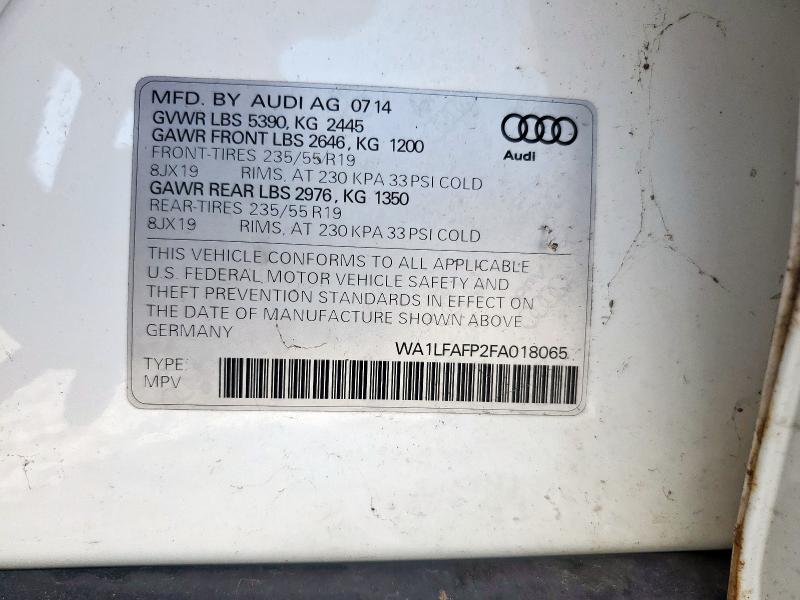 MFD. BY AUDI AG 07 14
GVWR LBS 5390, KG 2445
GAWR FRONT LBS 2646, KG 1200
FRONT-TIRES 235/55 R19
8JX19 RIMS, AT 230 KPA 33 PSI COLD
GAWR REAR LBS 2976, KG 1350
REAR-TIRES 235/55 R19
8JX19 RIMS, AT 230 KPA 33 PSI COLD
Audi
THIS VEHICLE CONFORMS TO ALL APPLICABLE
U.S. FEDERAL MOTOR VEHICLE SAFETY AND
THEFT PREVENTION STANDARDS IN EFFECT ON
THE DATE OF MANUFACTURE SHOWN ABOVE
GERMANY
WA1LFAFP2FA018065
TYPE:
MPV